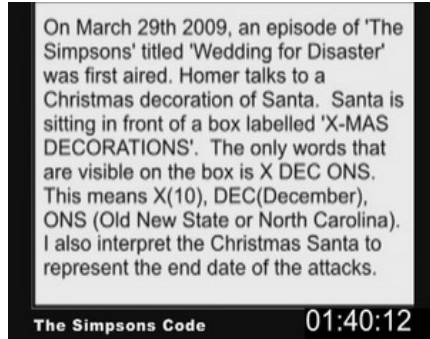 On March 29th 2009, an episode of 'The
Simpsons' titled 'Wedding for Disaster'
was first aired. Homer talks to a
Christmas decoration of Santa.  Santa is
sitting in front of a box labelled 'X-MAS
DECORATIONS'.  The only words that
are visible on the box is X DEC ONS.
This means X(10), DEC(December),
ONS (Old New State or North Carolina).
I also interpret the Christmas Santa to
represent the end date of the attacks.
The Simpsons Code
01:40:12